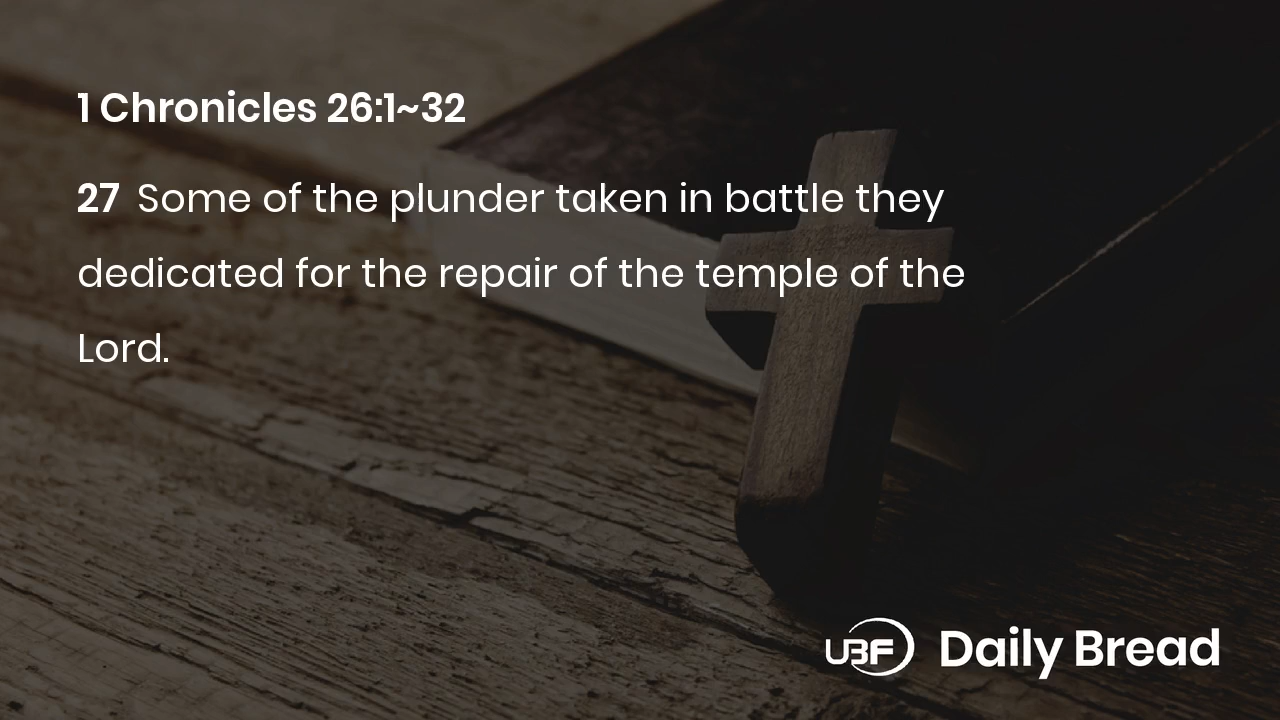 1 Chronicles 26:1~32
27 Some of the plunder taken in battle they
dedicated for the repair of the temple of the
Lord.
UBF Daily Bread